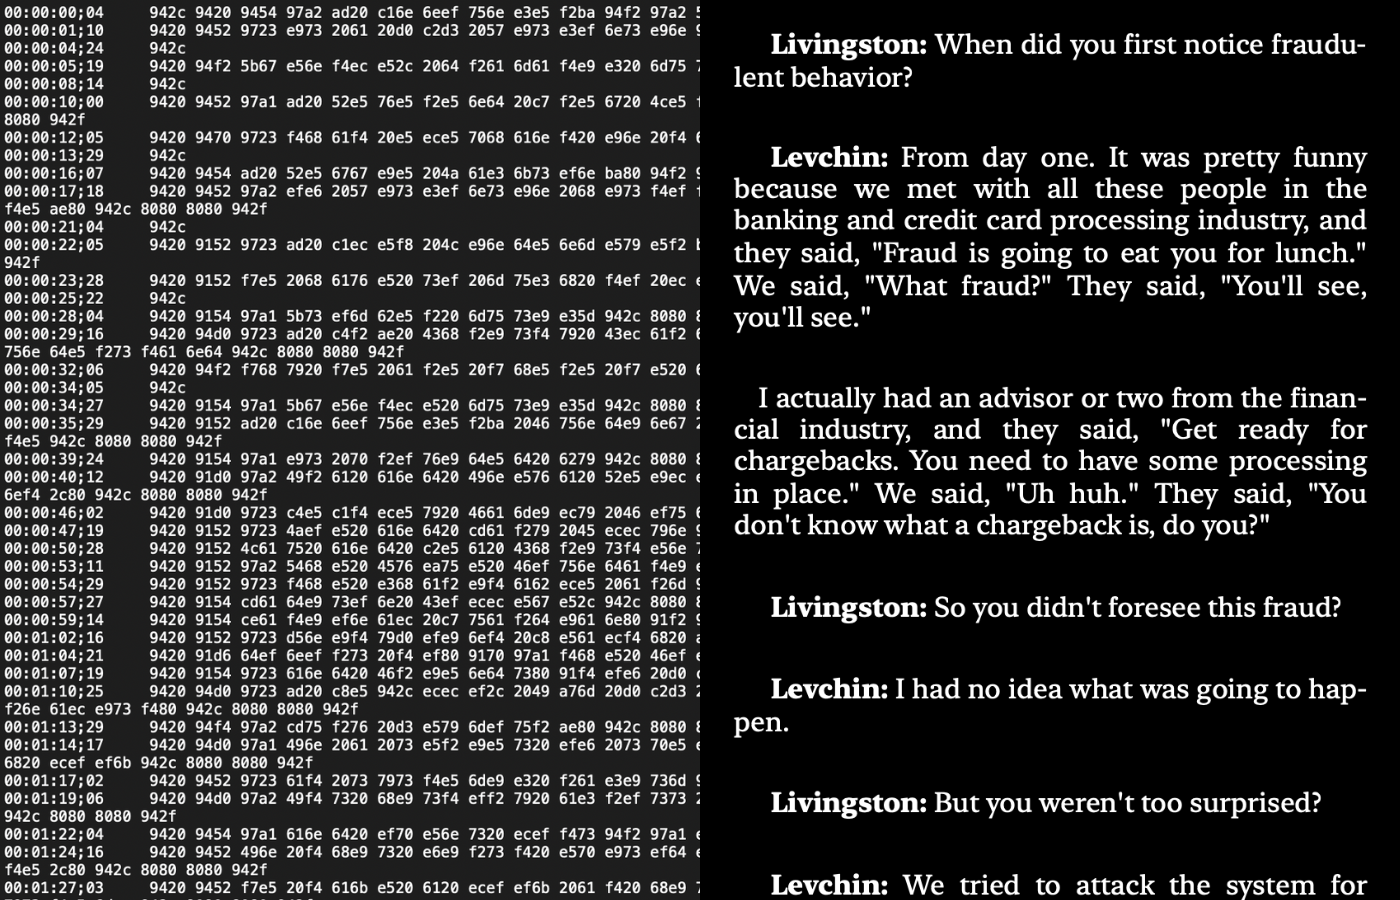 00:00:00;04 942c 9420 9454 97a2 ad20 c16e 6eef 756e e3e5 f2ba 94f2 97a2
00:00:01;10 9420 9452 9723 e973 2061 20d0 c2d3 2057 e973 e3ef 6e73 e96e
00:00:04;24 942c
00:00:05;19 9420 94f2 5b67 e56e f4ec e52c 2064 f261 6d61 f4e9 e320 6d75
00:00:08;14 942c
00:00:10;00 9420 9452 97a1 ad20 52e5 76e5 f2e5 6e64 20c7 f2e5 6720 4ce5
8080 942f
00:00:12;05 9420 9470 9723 f468 61f4 20e5 ece5 7068 616e f420 e96e 20f4
00:00:13;29 942c
00:00:16;07 9420 9454 ad20 52e5 6767 e9e5 204a 61e3 6b73 ef6e ba80 94f2
00:00:17;18 9420 9452 97a2 efe6 2057 e973 e3ef 6e73 e96e 2068 e973 f4ef
f4e5 ae80 942c 8080 8080 942f
00:00:21;04 942c
00:00:22;05 9420 9152 9723 ad20 c1ec e5f8 204c e96e 64e5 6e6d e579 e5f2
942f
00:00:23;28 9420 9152 f7e5 2068 6176 e520 73ef 206d 75e3 6820 f4ef 20ec
00:00:25;22 942c
00:00:28;04 9420 9154 97a1 5b73 ef6d 62e5 f220 6d75 73e9 e35d 942c 8080
00:00:29;16 9420 94d0 9723 ad20 c4f2 ae20 4368 f2e9 73f4 7920 43ec 61f2
756e 64e5 f273 f461 6e64 942c 8080 8080 942f
00:00:32;06 9420 94f2 f768 7920 f7e5 2061 f2e5 20f7 68e5 f2e5 20f7 e520
00:00:34;05 942c
00:00:34;27 9420 9154 97a1 5b67 e56e f4ec e520 6d75 73e9 e35d 942c 8080
00:00:35;29 9420 9152 ad20 c16e 6eef 756e e3e5 f2ba 2046 756e 64e9 6e67
f4e5 942c 8080 8080 942f
00:00:39;24 9420 9154 97a1 e973 2070 f2ef 76e9 64e5 6420 6279 942c 8080
00:00:40;12 9420 91d0 97a2 49f2 6120 616e 6420 496e e576 6120 52e5 e9ec
6ef4 2c80 942c 8080 8080 942f
00:00:46;02 9420 91d0 9723 c4e5 c1f4 ece5 7920 4661 6de9 ec79 2046 ef75
00:00:47;19 9420 9152 9723 4aef e520 616e 6420 cd61 f279 2045 ecec 796e
00:00:50;28 9420 9152 4c61 7520 616e 6420 c2e5 6120 4368 f2e9 73f4 e56e
00:00:53;11 9420 9152 97a2 5468 e520 4576 ea75 e520 46ef 756e 6461 f4e9
00:00:54;29 9420 9152 9723 f468 e520 e368 61f2 e9f4 6162 ece5 2061 f26d
00:00:57;27 9420 9154 cd61 64e9 73ef 6e20 43ef ecec e567 e52c 942c 8080
00:00:59;14 9420 9154 ce61 f4e9 ef6e 61ec 20c7 7561 f264 e961 6e80 91f2
00:01:02;16 9420 9152 9723 d56e e9f4 79d0 efe9 6ef4 20c8 e561 ecf4 6820
00:01:04;21 9420 91d6 64ef 6eef f273 20f4 ef80 9170 97a1 f468 e520 46ef
00:01:07;19 9420 9154 9723 616e 6420 46f2 e9e5 6e64 7380 91f4 efe6 20d0
00:01:10;25 9420 94d0 9723 ad20 c8e5 942c ecec ef2c 2049 a76d 20d0 c2d3
f26e 61ec e973 f480 942c 8080 8080 942f
00:01:13;29 9420 94f4 97a2 cd75 f276 20d3 e579 6def 75f2 ae80 942c 8080
00:01:14;17 9420 94d0 97a1 496e 2061 2073 e5f2 e9e5 7320 efe6 2073 70e5
6820 ecef ef6b 942c 8080 8080 942f
00:01:17;02 9420 9452 9723 61f4 2073 7973 f4e5 6de9 e320 f261 e3e9 736d
00:01:19;06 9420 94d0 97a2 49f4 7320 68e9 73f4 eff2 7920 61e3 f2ef 7373
942c 8080 8080 942f
00:01:22;04 9420 9454 97a1 616e 6420 ef70 e56e 7320 ecef f473 94f2 97a1
00:01:24;16 9420 9452 496e 20f4 68e9 7320 e6e9 f273 f420 e570 e973 ef64
f4e5 2c80 942c 8080 8080 942f
00:01:27;03 9420 9452 f7e5 20f4 616b e520 6120 ecef ef6b 2061 f420 68e9
Livingston: When did you first notice fraudu-
lent behavior?
Levchin: From day one. It was pretty funny
because we met with all these people in the
banking and credit card processing industry, and
they said, "Fraud is going to eat you for lunch."
We said, "What fraud?" They said, "You'll see,
you'll see."
I actually had an advisor or two from the finan-
cial industry, and they said, "Get ready for
chargebacks. You need to have some processing
in place." We said, "Uh huh." They said, "You
don't know what a chargeback is, do you?"
Livingston: So you didn't foresee this fraud?
Levchin: I had no idea what was going to hap-
pen.
Livingston: But you weren't too surprised?
Levchin: We tried to attack the system for